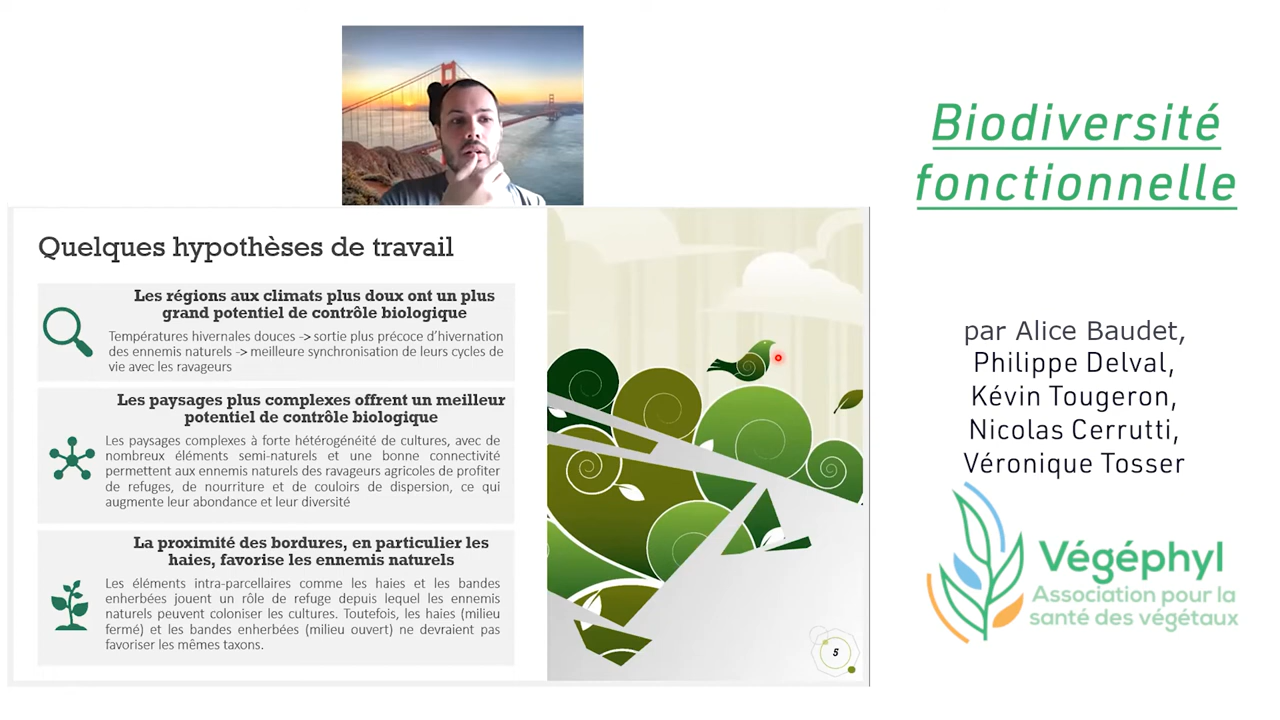 Biodiversité
fonctionnelle
Quelques hypothèses de travail
Les régions aux climats plus doux ont un plus
grand potentiel de contrôle biologique
Températures hivernales douces -> sortie plus précoce d'hivernation
des ennemis naturels -> meilleure synchronisation de leurs cycles de
vie avec les ravageurs
Les paysages plus complexes offrent un meilleur
potentiel de contrôle biologique
Les paysages complexes à forte hétérogénéité de cultures, avec de
nombreux éléments semi-naturels et une bonne connectivité
permettent aux ennemis naturels des ravageurs agricoles de profiter
de refuges, de nourriture et de couloirs de dispersion, ce qui
augmente leur abondance et leur diversité
La proximité des bordures, en particulier les
haies, favorise les ennemis naturels
Les éléments intra-parcellaires comme les haies et les bandes
enherbées jouent un rôle de refuge depuis lequel les ennemis
naturels peuvent coloniser les cultures. Toutefois, les haies (milieu
fermé) et les bandes enherbées (milieu ouvert) ne devraient pas
favoriser les mêmes taxons.
5
par Alice Baudet,
Philippe Delval,
Kévin Tougeron,
Nicolas Cerrutti,
Véronique Tosser
Végéphyl
Association pour la
santé des végétaux